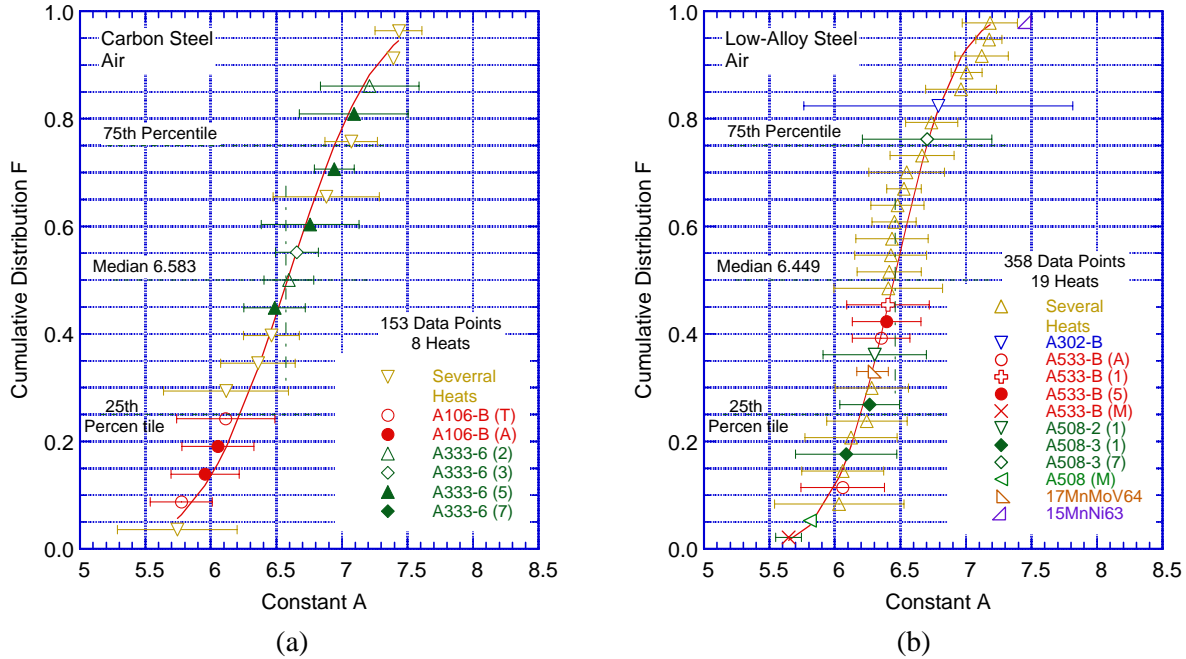 1.0
Carbon Steel
Air
0.8
75th Percentile
0.6
Median 6.583
0.4
153 Data Points
8 Heats
Severral
Heats
25th
Percen tile
A106-B (T)
A106-B (A)
0.2
A333-6 (2)
A333-6 (3)
A333-6 (5)
A333-6 (7)
0.0
5 5.5 6 6.5 7 7.5 8 8.5
Constant A
Cumulative Distribution F
(a)
1.0
Low-Alloy Steel
Air
0.8
75th Percentile
0.6
Median 6.449
358 Data Points
19 Heats
Several
Heats
0.4
A302-B
A533-B (A)
A533-B (1)
A533-B (5)
25th
Percen tile
A533-B (M)
0.2
A508-2 (1)
A508-3 (1)
A508-3 (7)
A508 (M)
17MnMoV64
15MnNi63
0.0
5 5.5 6 6.5 7 7.5 8 8.5
Constant A
Cumulative Distribution F
(b)